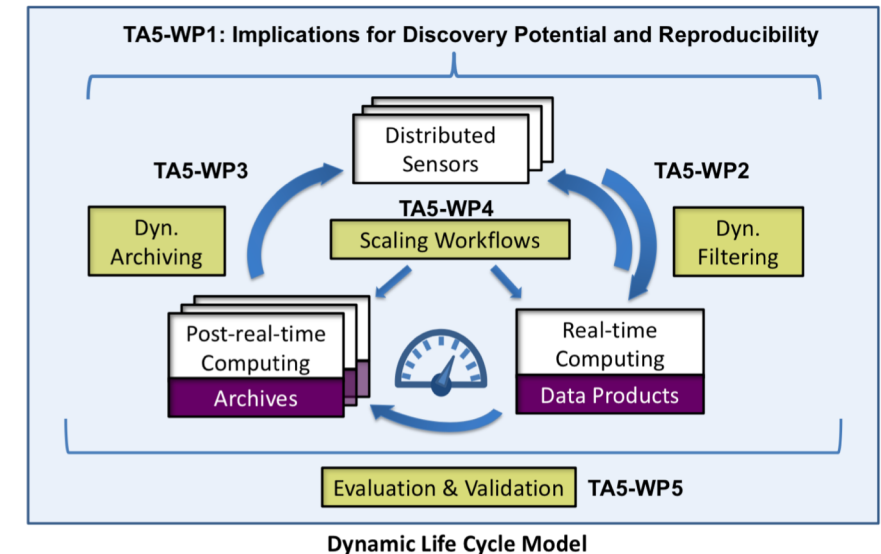 TA5-WP1: Implications for Discovery Potential and Reproducibility
Distributed
Sensors
TA5-WP3
TA5-WP2
TA5-WP4
Dyn.
Archiving
Scaling Workflows
Dyn.
Filtering
Post-real-time
Computing
Archives
Real-time
Computing
Data Products
Evaluation & Validation
TA5-WP5
Dynamic Life Cycle Model